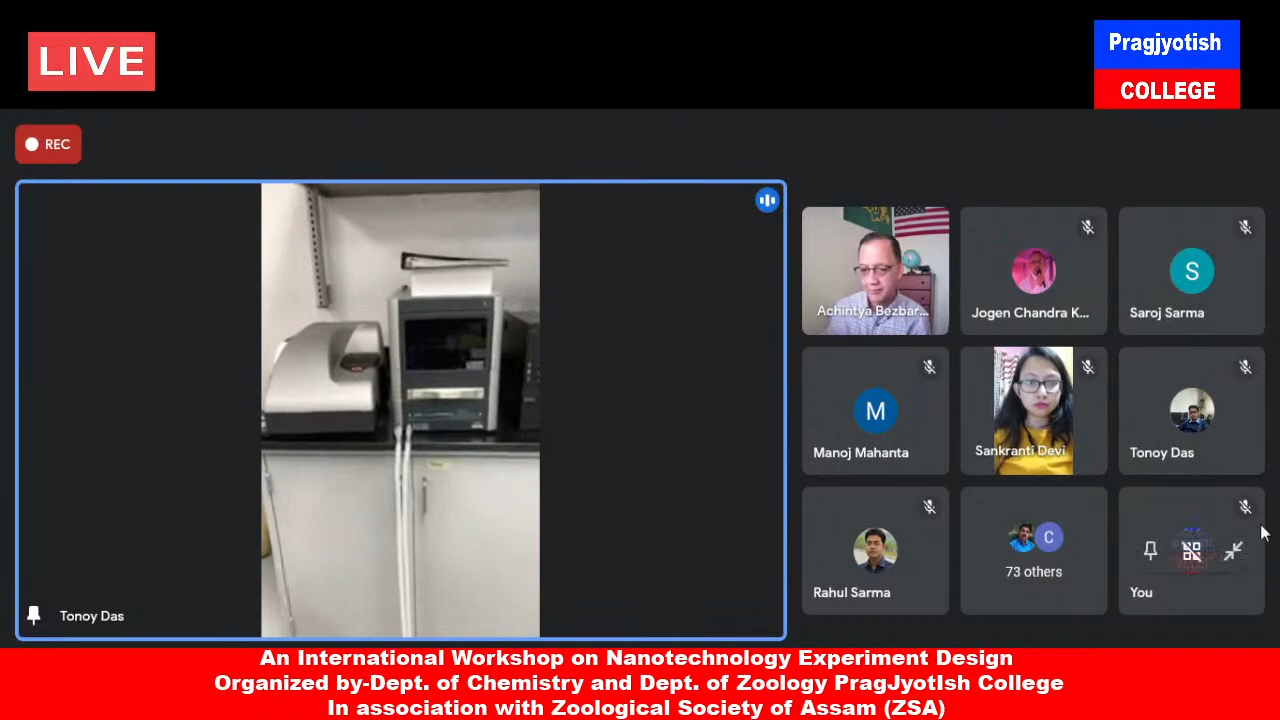 LIVE
Pragjyotish
COLLEGE
REC
Achintya Bezbar...
Jogen Chandra K...
Saroj Sarma
S
Manoj Mahanta
M
Sankranti Devi
Tonoy Das
Rahul Sarma
C
73 others
You
Tonoy Das
An International Workshop on Nanotechnology Experiment Design
Organized by-Dept. of Chemistry and Dept. of Zoology PragJyotIsh College
In association with Zoological Society of Assam (ZSA)